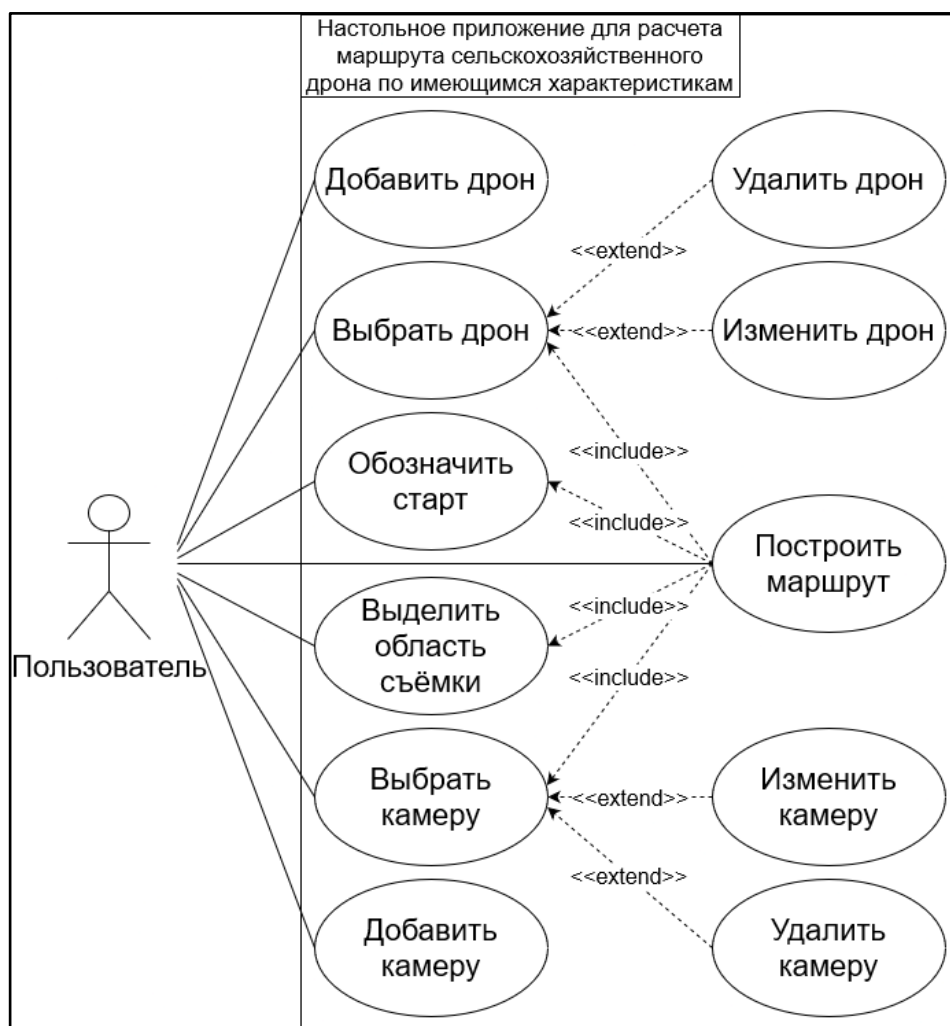 Настольное приложение для расчета
маршрута сельскохозяйственного
дрона по имеющимся характеристикам
Добавить дрон
Удалить дрон
<<extend>>
Выбрать дрон
<<extend>>
Изменить дрон
<<include>>
Обозначить
старт
<<include>>
Построить
маршрут
Пользователь
Выделить
область
съёмки
<<include>>
<<include>>
Выбрать
камеру
<<extend>>
Изменить
камеру
<<extend>>
Добавить
камеру
Удалить
камеру